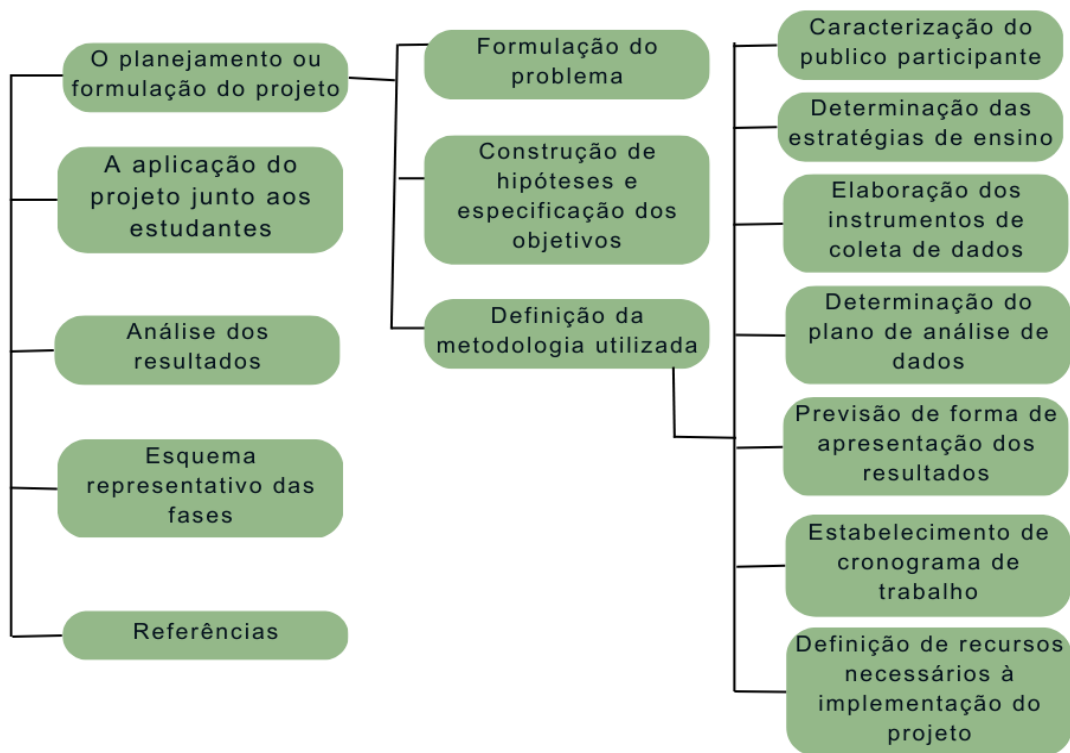 O planejamento ou
formulação do projeto
A aplicação do
projeto junto aos
estudantes
Análise dos
resultados
Esquema
representativo das
fases
Referências
Formulação do
problema
Construção de
hipóteses e
especificação dos
objetivos
Definição da
metodologia utilizada
Caracterização do
publico participante
Determinação das
estratégias de ensino
Elaboração dos
instrumentos de
coleta de dados
Determinação do
plano de análise de
dados
Previsão de forma de
apresentação dos
resultados
Estabelecimento de
cronograma de
trabalho
Definição de recursos
necessários à
implementação do
projeto